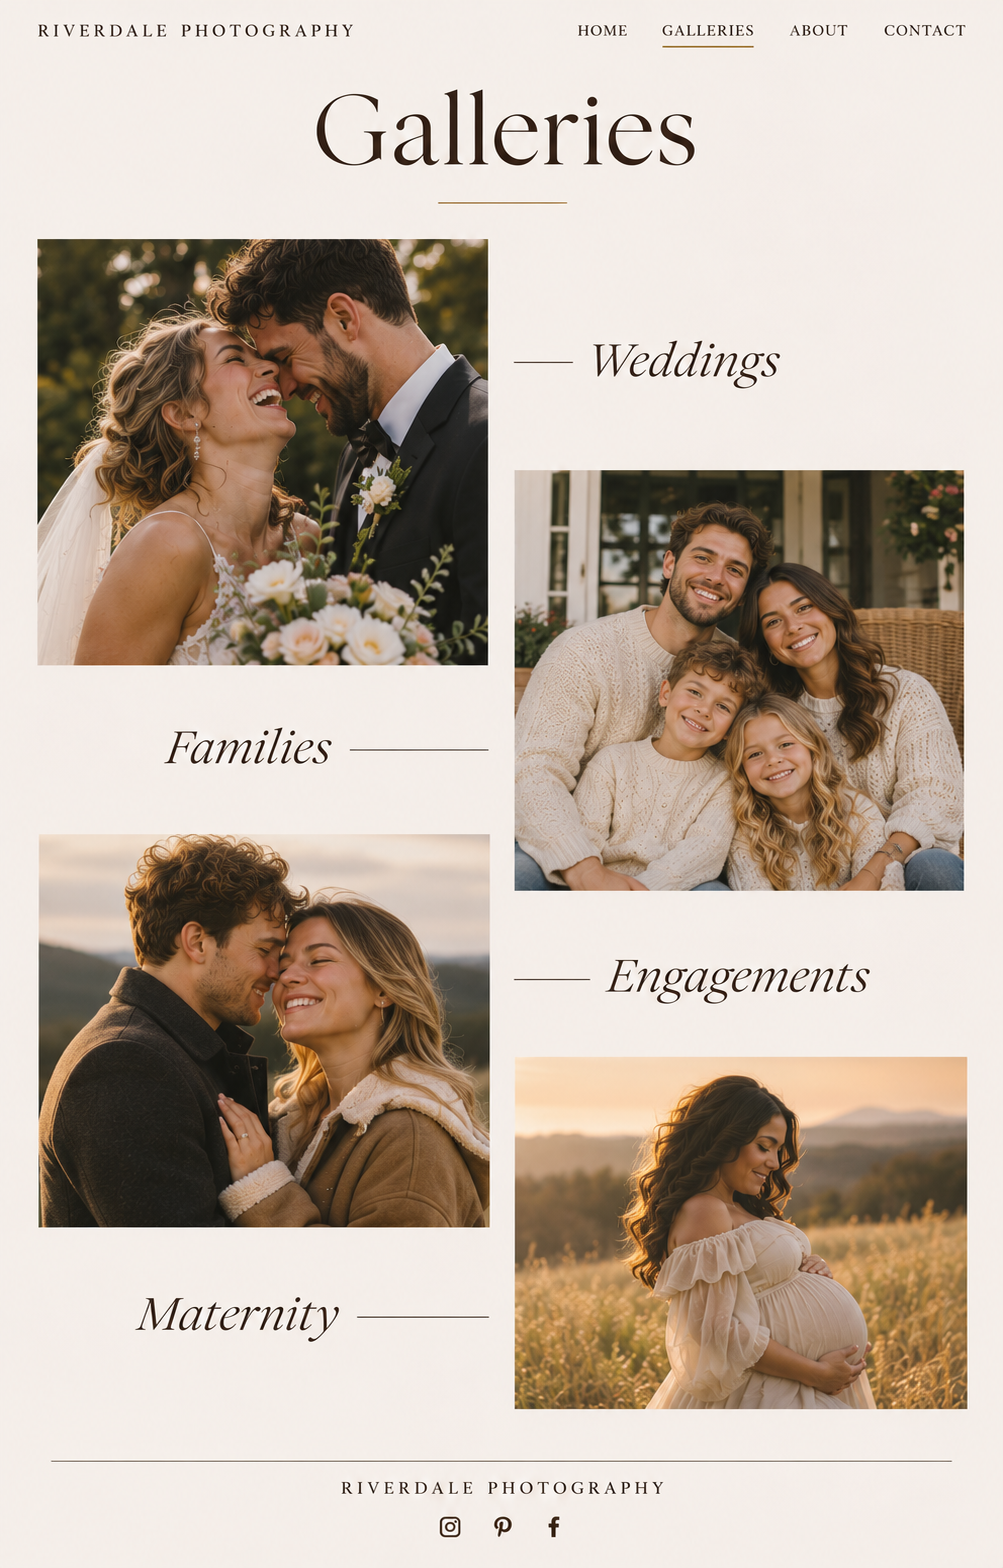 RIVERDALE PHOTOGRAPHY
HOME GALLERIES ABOUT CONTACT
Galleries
Weddings
Families
Engagements
Maternity
RIVERDALE PHOTOGRAPHY